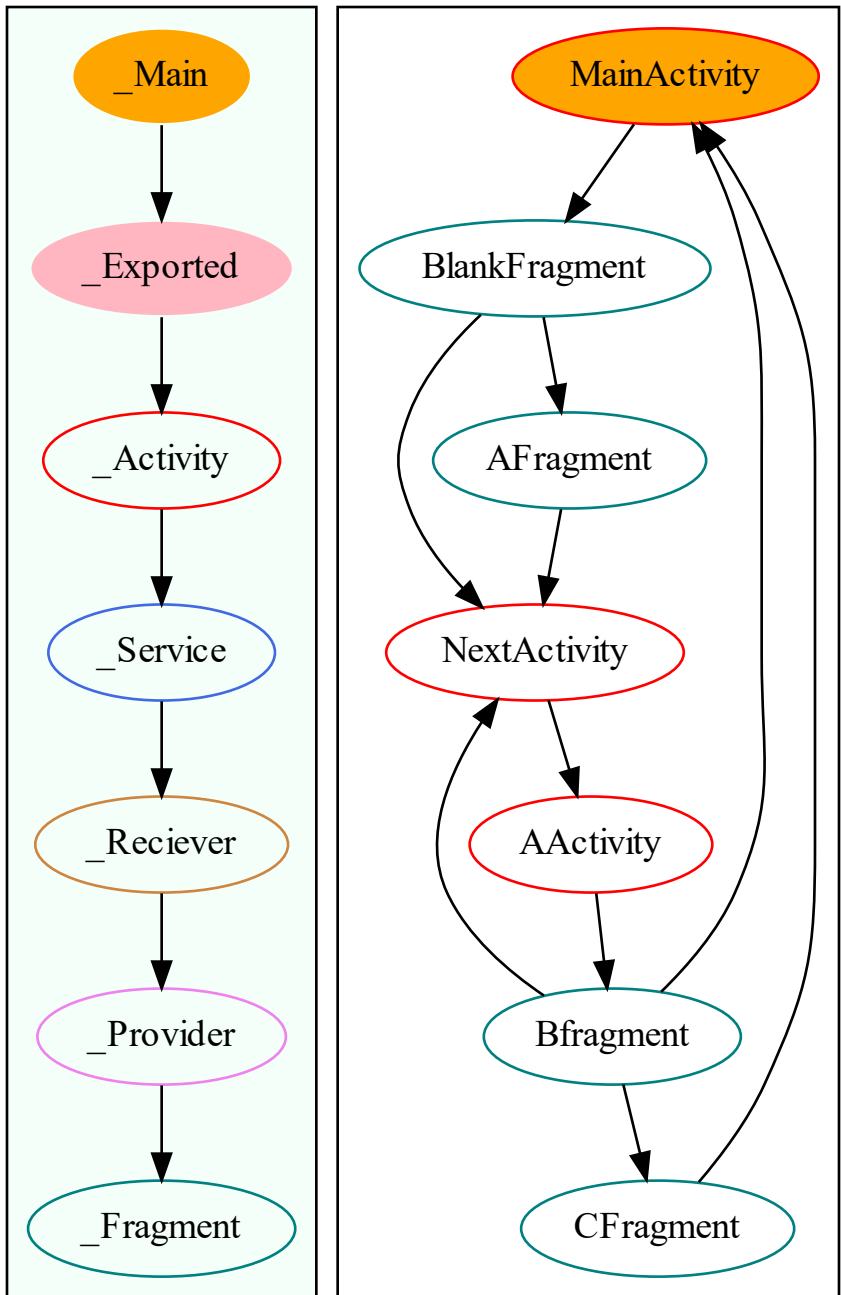 _Main
_Exported
_Activity
_Service
_Reciever
_Provider
_Fragment
MainActivity
BlankFragment
AFragment
NextActivity
AActivity
Bfragment
CFragment